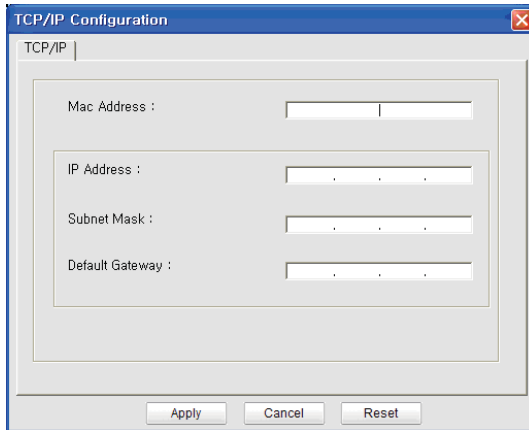 TCP/IP Configuration
TCP/IP
Mac Address :
IP Address :
. . .
Subnet Mask :
. . .
Default Gateway :
. . .
Apply Cancel Reset